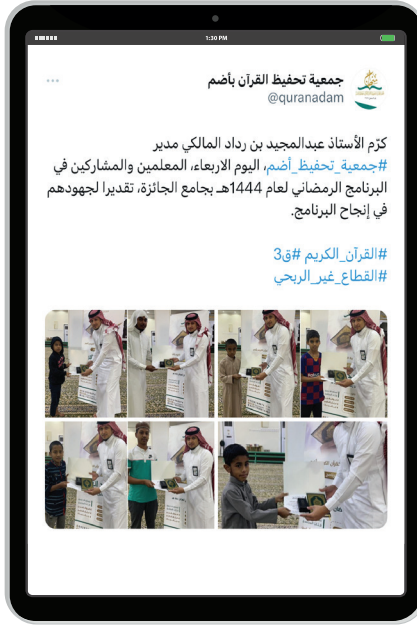 1:30 PM
جمعية تحفيظ القرآن بأضم
@quranadam
كرّم الأستاذ عبدالمجيد بن رداد المالكي مدير
#جمعية_تحفيظ_أضم، اليوم الاربعاء، المعلمين والمشاركين في
البرنامج الرمضاني لعام 1444هـ بجامع الجائزة، تقديرا لجهودهم
في إنجاح البرنامج.
#القرآن_الكريم #ق3
#القطاع_غير_الربحي